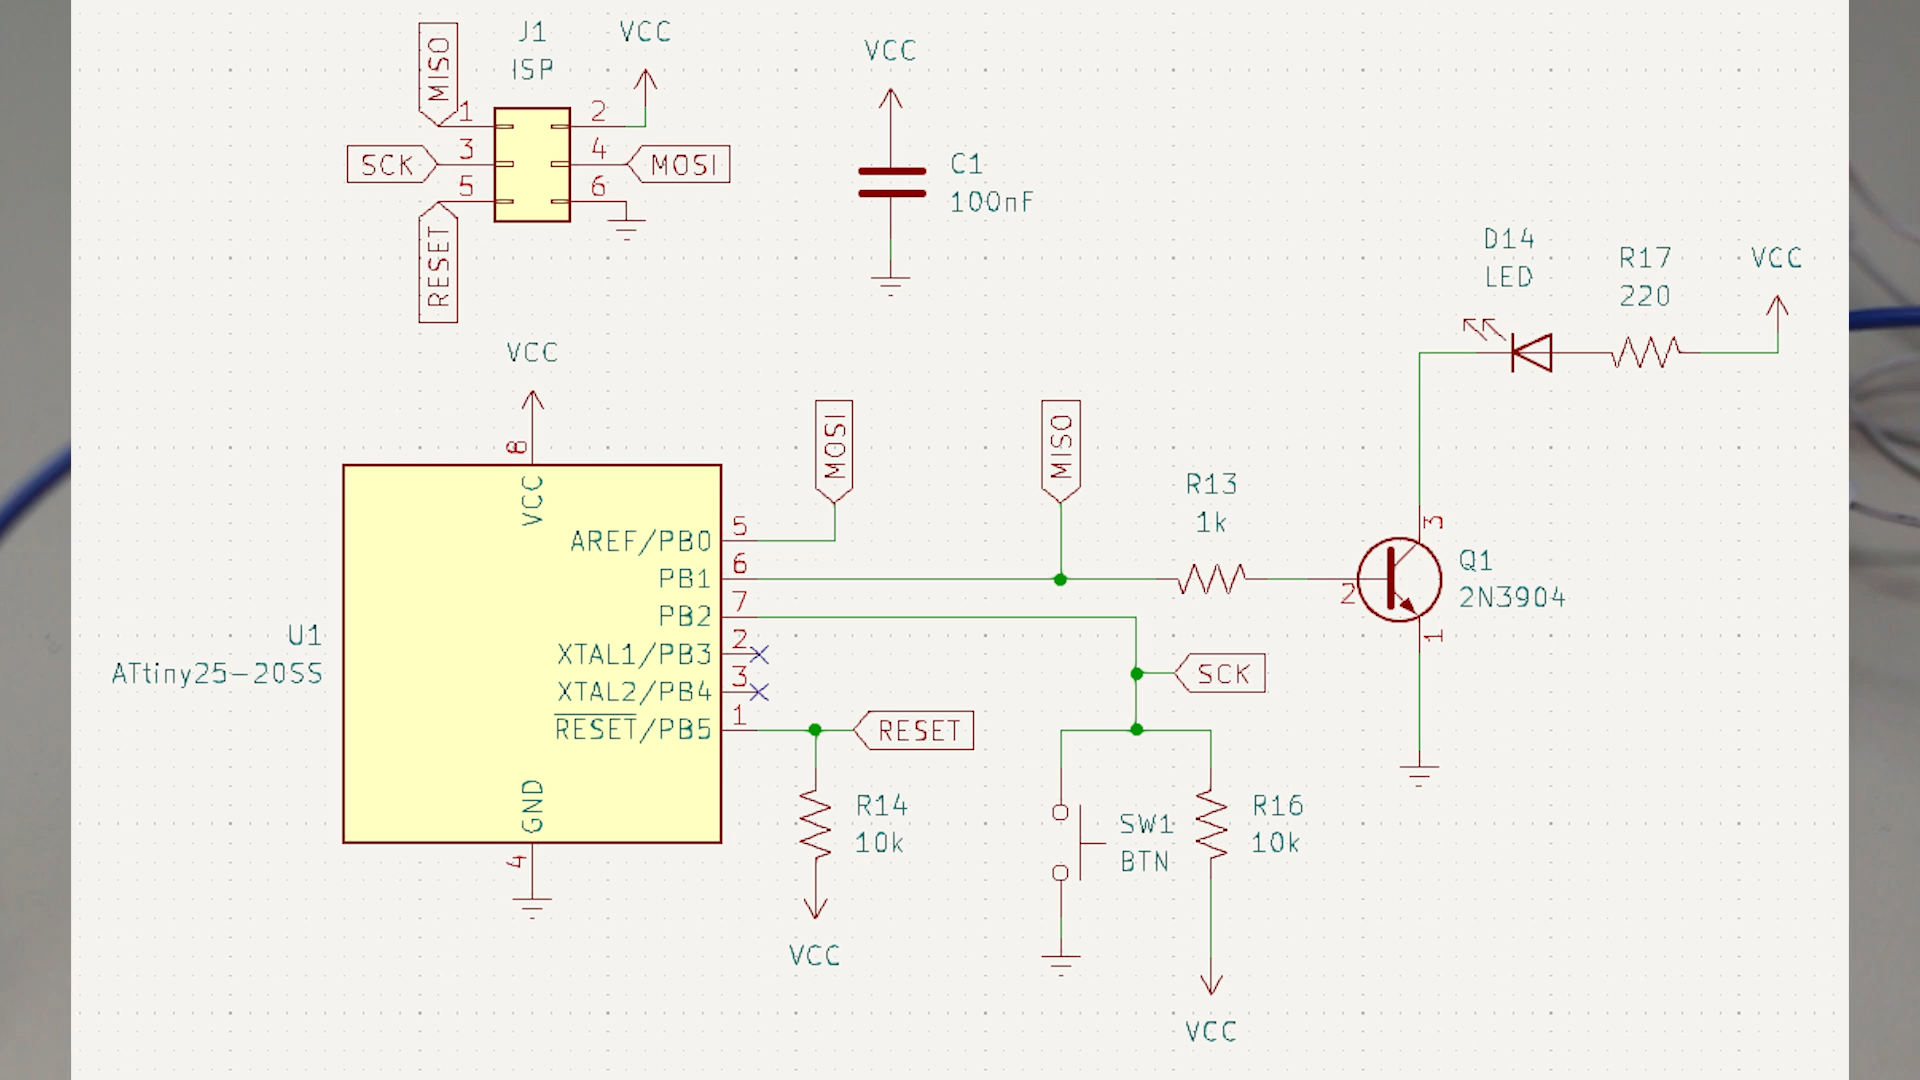 J1
ISP
VCC
MISO
1
2
SCK
3
4
MOSI
5
6
RESET
VCC
C1
100nF
D14
LED
R17
220
VCC
VCC
8
VCC
U1
ATtiny25-20SS
AREF/PB0
5
PB1
6
PB2
7
XTAL1/PB3
2
XTAL2/PB4
3
RESET/PB5
1
GND
4
MOSI
MISO
R13
1k
2
3
1
Q1
2N3904
SCK
RESET
R14
10k
VCC
SW1
BTN
R16
10k
VCC